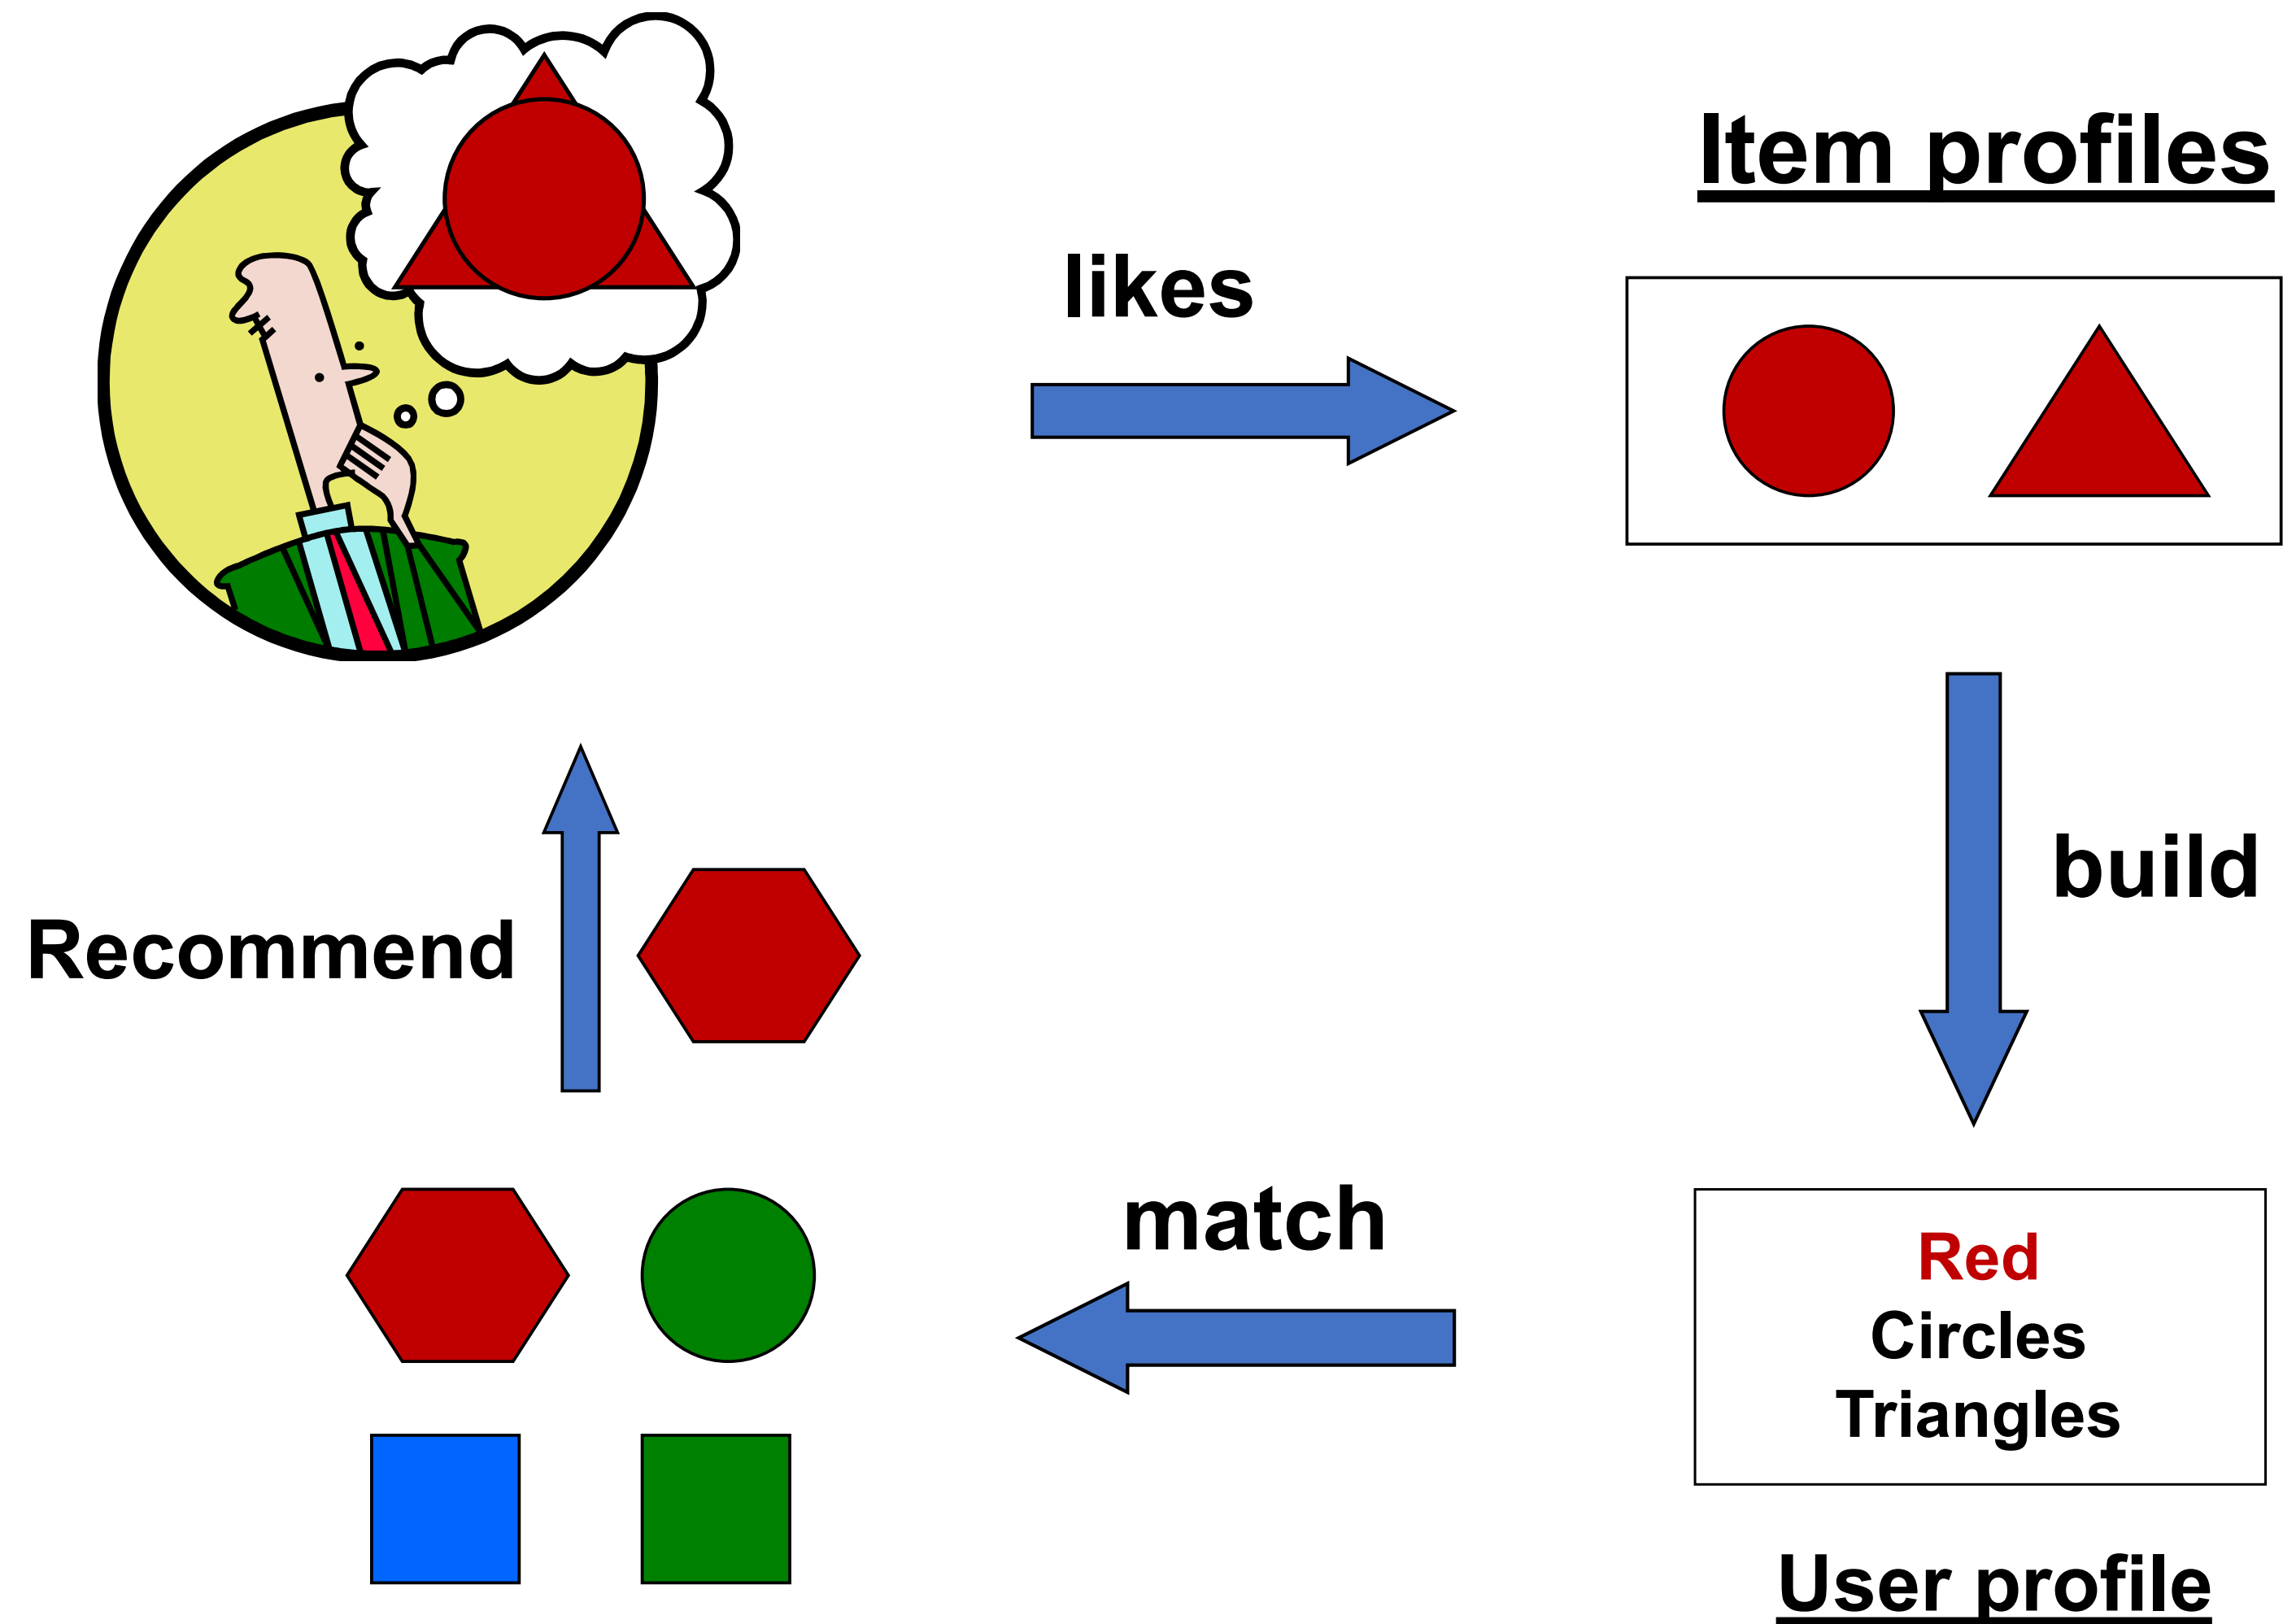 Item profiles
likes
build
Recommend
match
Red
Circles
Triangles
User profile